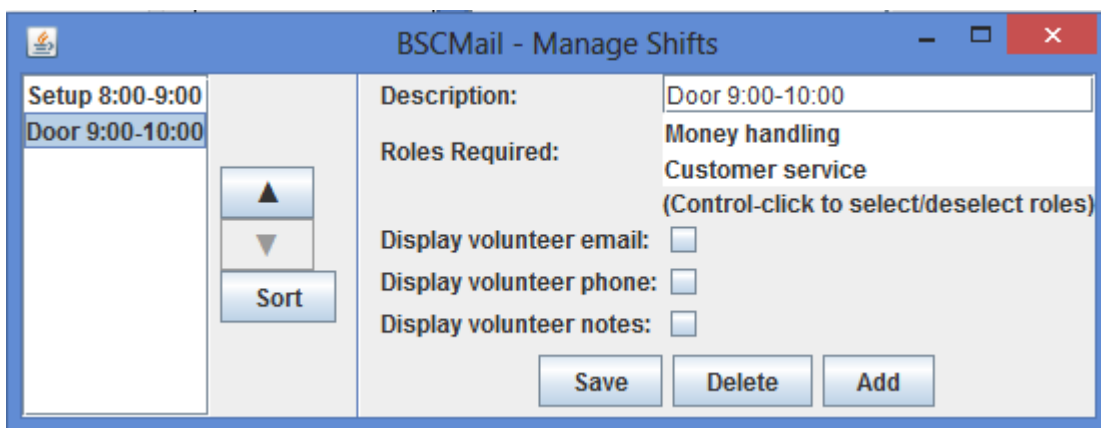 BSCMail - Manage Shifts
Setup 8:00-9:00
Door 9:00-10:00
▲
▼
Sort
Description: Door 9:00-10:00
Roles Required:
Money handling
Customer service
(Control-click to select/deselect roles)
Display volunteer email:
Display volunteer phone:
Display volunteer notes:
Save Delete Add